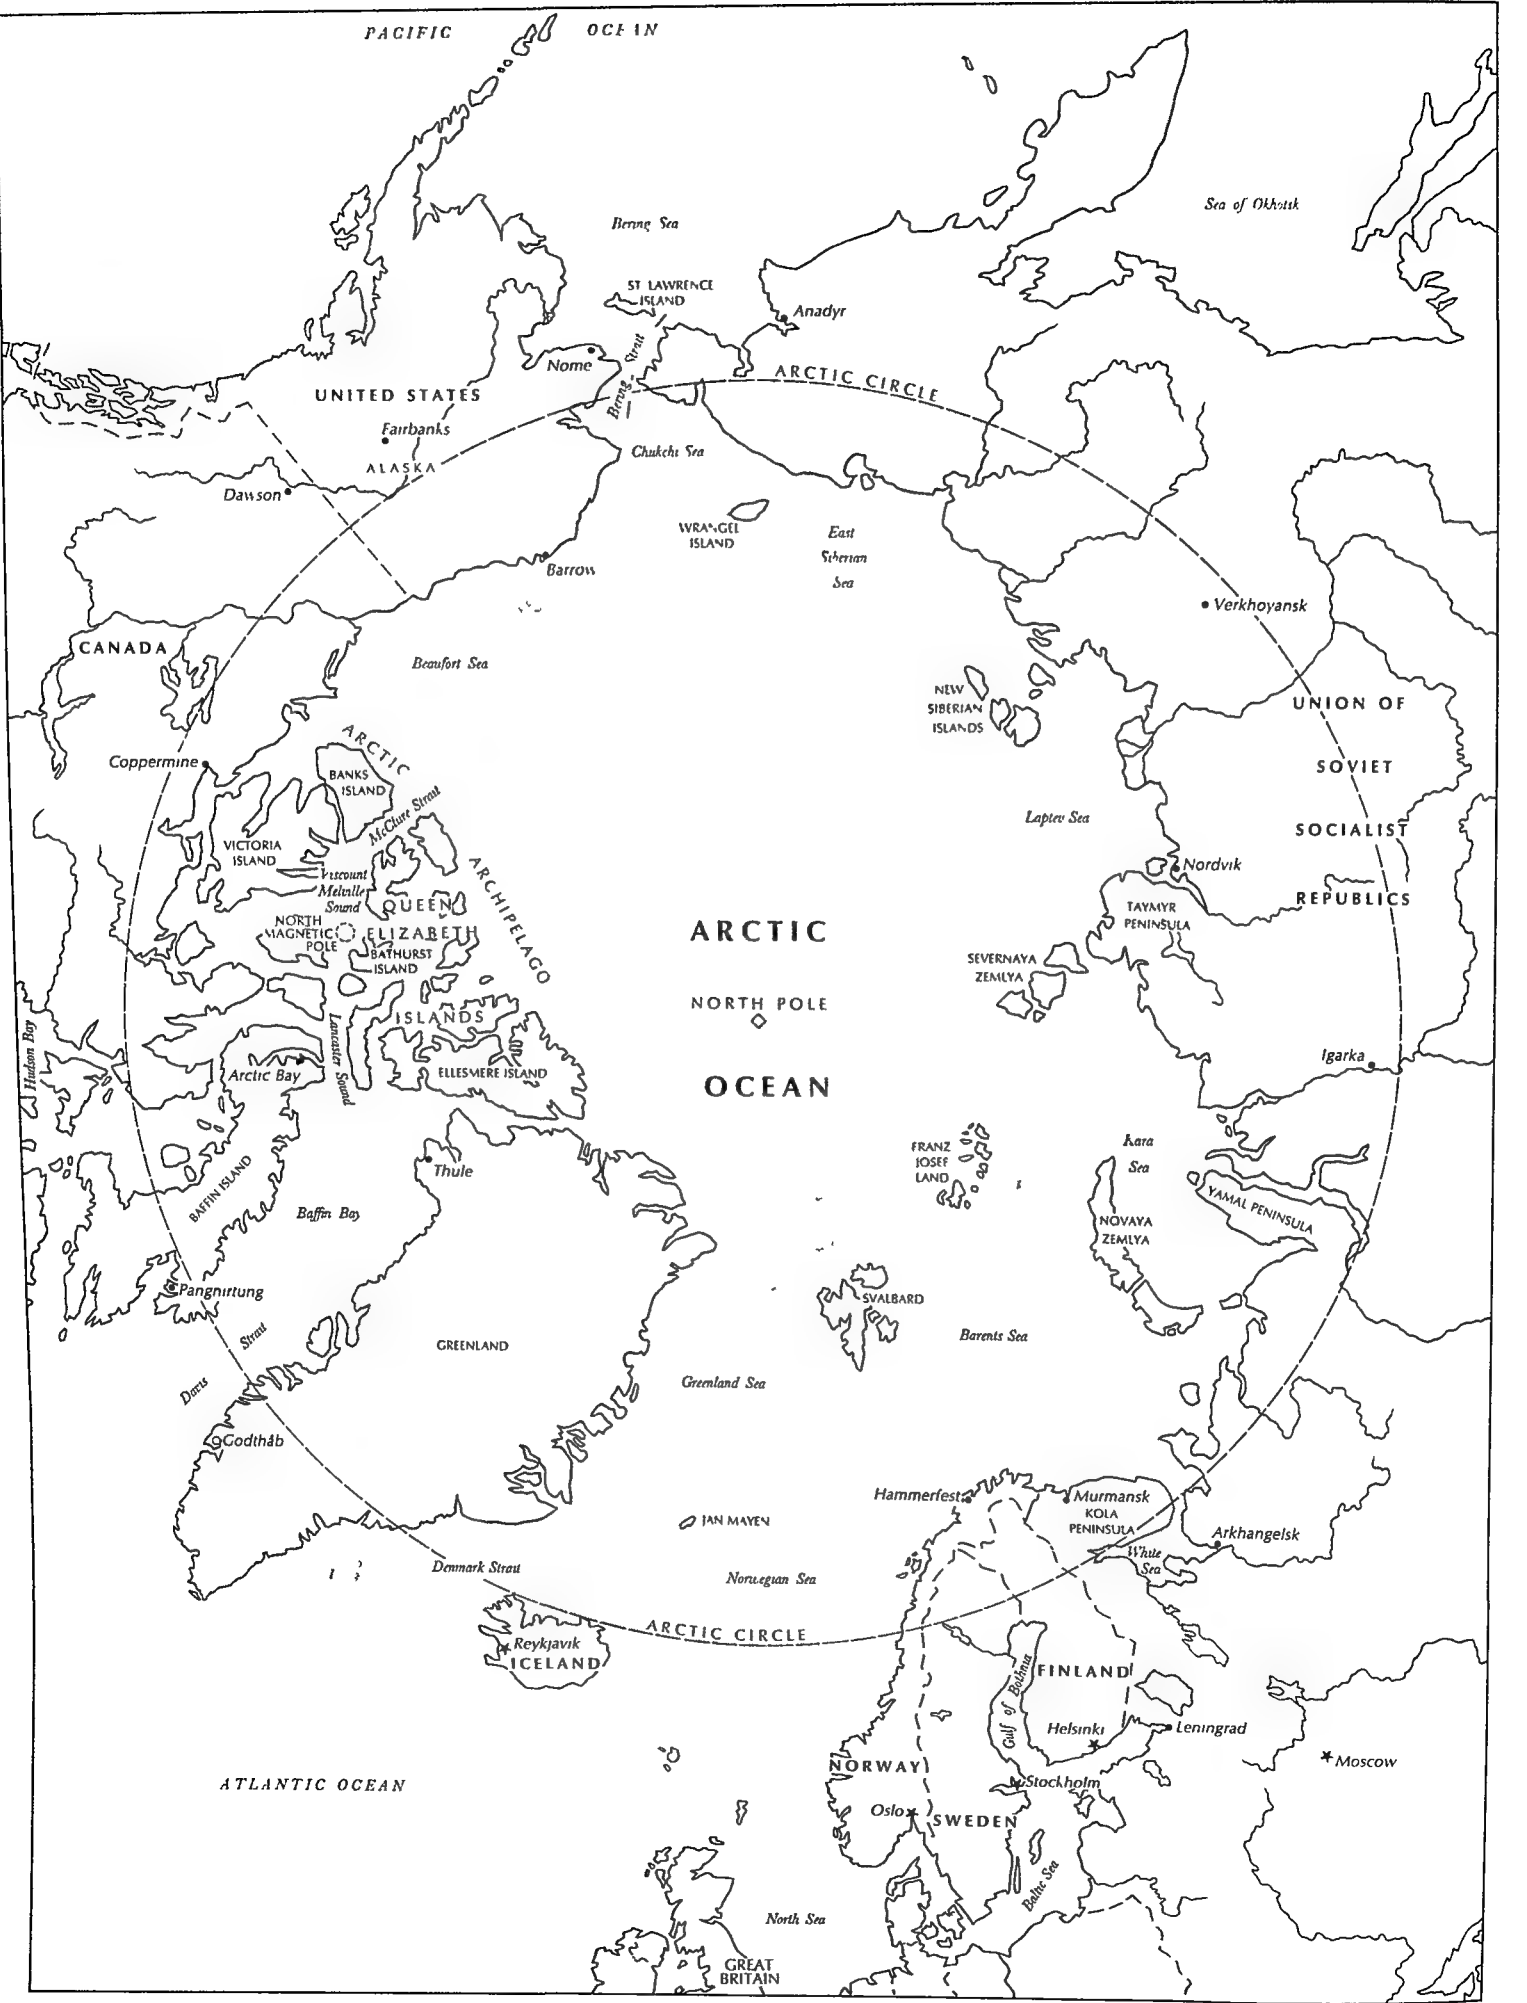 PACIFIC OCEAN
Sea of Okhotsk
Bering Sea
ST LAWRENCE
ISLAND
Anadyr
Bering Strait
Nome
ARCTIC CIRCLE
UNITED STATES
Fairbanks
ALASKA
Chukchi Sea
Dawson
WRANGEL
ISLAND
East
Siberian
Sea
Barrow
Verkhoyansk
CANADA
Beaufort Sea
NEW
SIBERIAN
ISLANDS
UNION OF
SOVIET
SOCIALIST
REPUBLICS
Coppermine
ARCTIC
ARCHIPELAGO
BANKS
ISLAND
McClure Strait
Laptev Sea
VICTORIA
ISLAND
Viscount
Melville
Sound
Nordvik
QUEEN
ELIZABETH
ISLANDS
NORTH
MAGNETIC
POLE
BATHURST
ISLAND
TAYMYR
PENINSULA
ARCTIC
OCEAN
NORTH POLE
SEVERNAYA
ZEMLYA
Hudson Bay
Lancaster Sound
Arctic Bay
ELLESMERE ISLAND
Igarka
Thule
FRANZ
JOSEF
LAND
Kara
Sea
BAFFIN ISLAND
Baffin Bay
NOVAYA
ZEMLYA
YAMAL PENINSULA
Pangnirtung
SVALBARD
Davis Strait
GREENLAND
Barents Sea
Greenland Sea
Godthåb
Hammerfest
Murmansk
KOLA
PENINSULA
JAN MAYEN
Arkhangelsk
White
Sea
Denmark Strait
Norwegian Sea
ARCTIC CIRCLE
Reykjavik
ICELAND
FINLAND
Gulf of Bothnia
Helsinki
Leningrad
NORWAY
Moscow
ATLANTIC OCEAN
Stockholm
Oslo
SWEDEN
Baltic Sea
North Sea
GREAT
BRITAIN